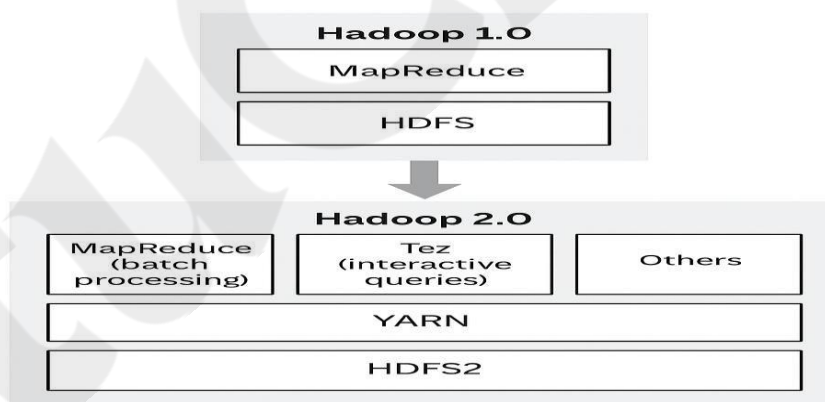 Hadoop 1.0
MapReduce
HDFS
Hadoop 2.0
MapReduce
(batch
processing)
Tez
(interactive
queries)
Others
YARN
HDFS2